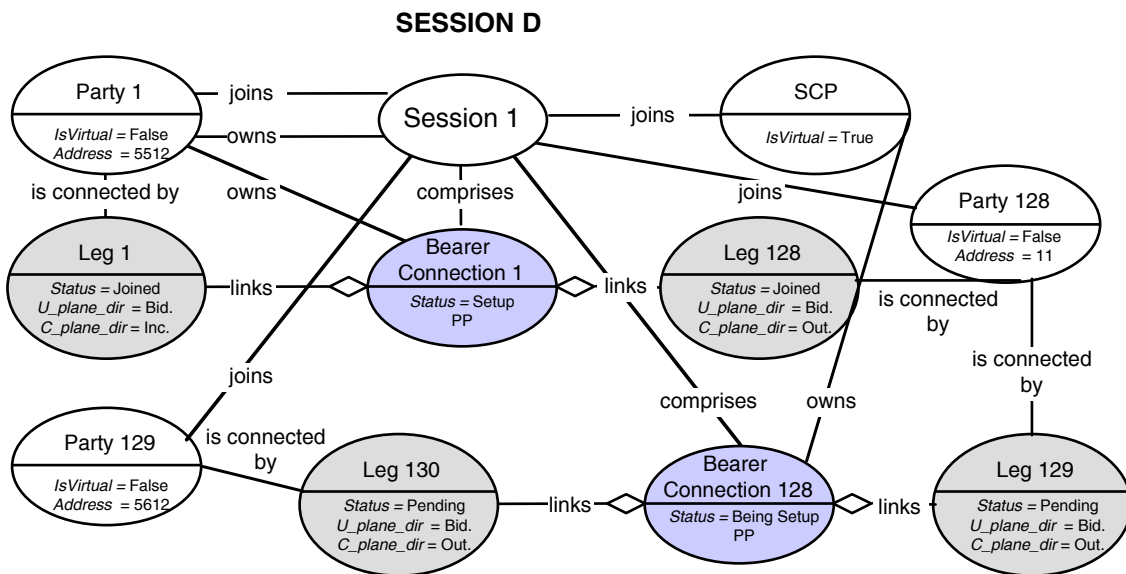 SESSION D
Party 1
IsVirtual = False
Address = 5512
joins
owns
Session 1
joins
SCP
IsVirtual = True
is connected by
owns
comprises
joins
Party 128
IsVirtual = False
Address = 11
Leg 1
Status = Joined
U_plane_dir = Bid.
C_plane_dir = Inc.
links
Bearer
Connection 1
Status = Setup
PP
links
Leg 128
Status = Joined
U_plane_dir = Bid.
C_plane_dir = Out.
is connected
by
is connected
by
joins
comprises
owns
Party 129
IsVirtual = False
Address = 5612
is connected
by
Leg 130
Status = Pending
U_plane_dir = Bid.
C_plane_dir = Out.
links
Bearer
Connection 128
Status = Being Setup
PP
links
Leg 129
Status = Pending
U_plane_dir = Bid.
C_plane_dir = Out.